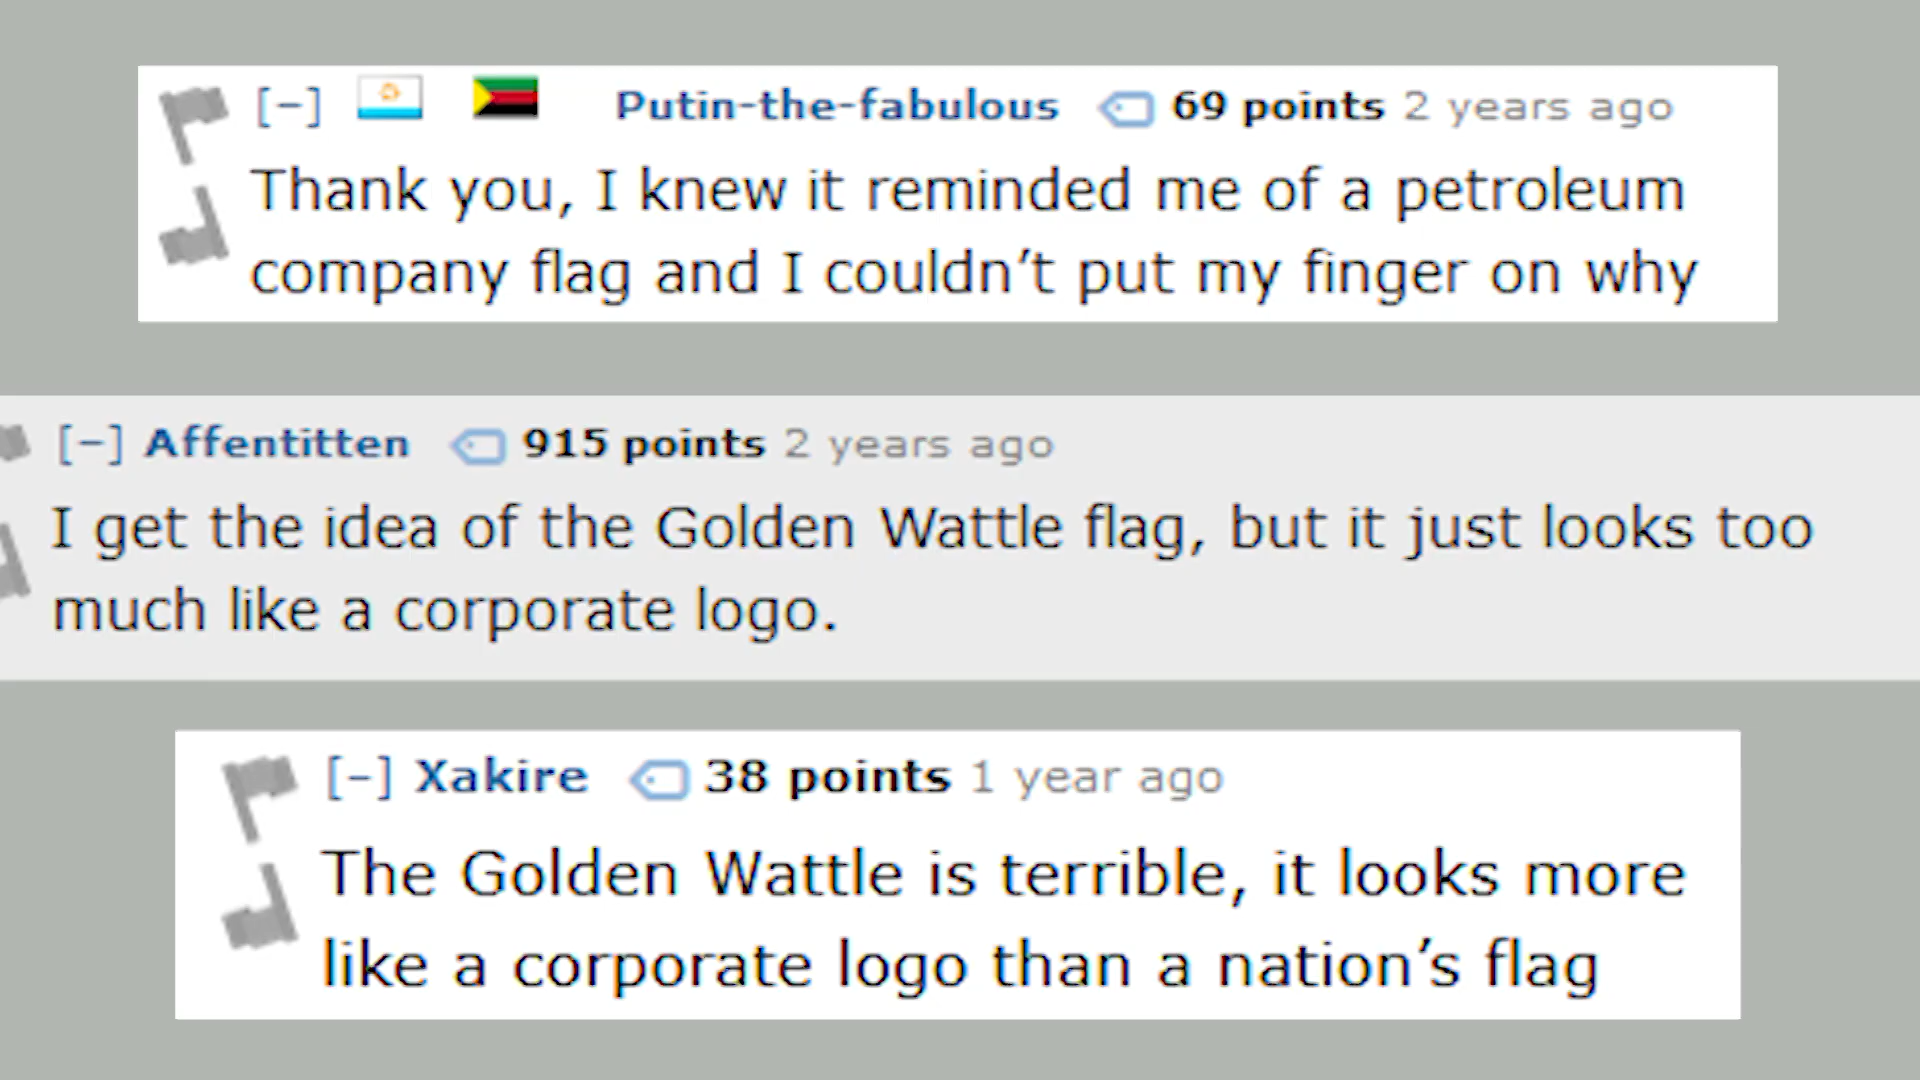 [−] Putin-the-fabulous 69 points 2 years ago
Thank you, I knew it reminded me of a petroleum
company flag and I couldn’t put my finger on why
[−] Affentitten 915 points 2 years ago
I get the idea of the Golden Wattle flag, but it just looks too
much like a corporate logo.
[−] Xakire 38 points 1 year ago
The Golden Wattle is terrible, it looks more
like a corporate logo than a nation’s flag